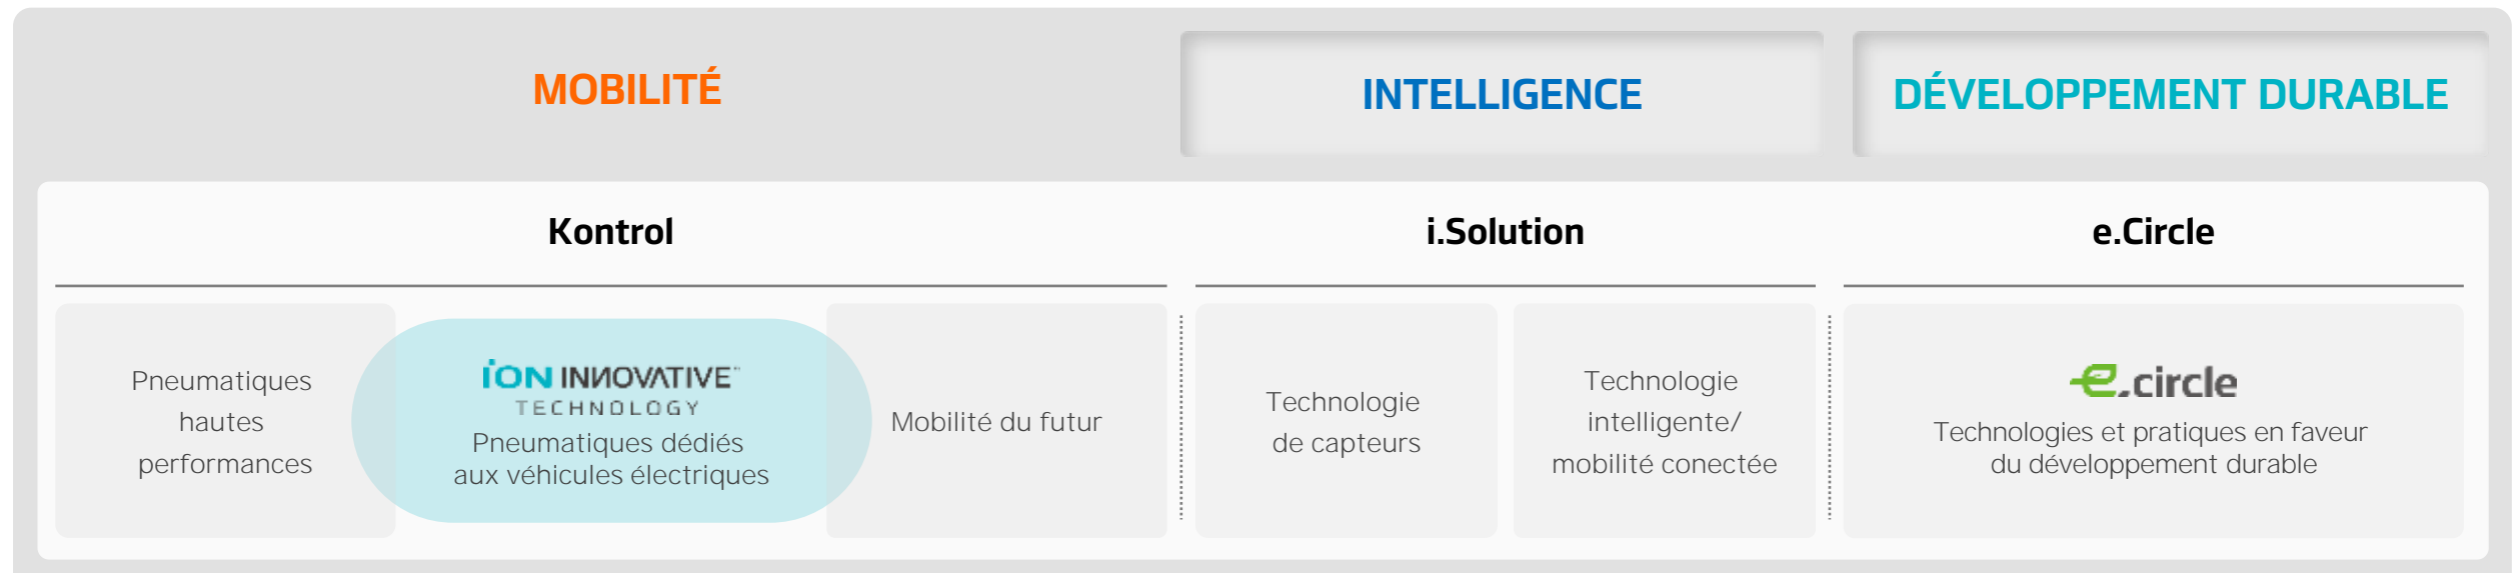 MOBILITÉ
INTELLIGENCE
DÉVELOPPEMENT DURABLE
Kontrol
i.Solution
e.Circle
Pneumatiques
hautes
performances
iON INNOVATIVE™
TECHNOLOGY
Pneumatiques dédiés
aux véhicules électriques
Mobilité du futur
Technologie
de capteurs
Technologie
intelligente/
mobilité conectée
e.circle
Technologies et pratiques en faveur
du développement durable